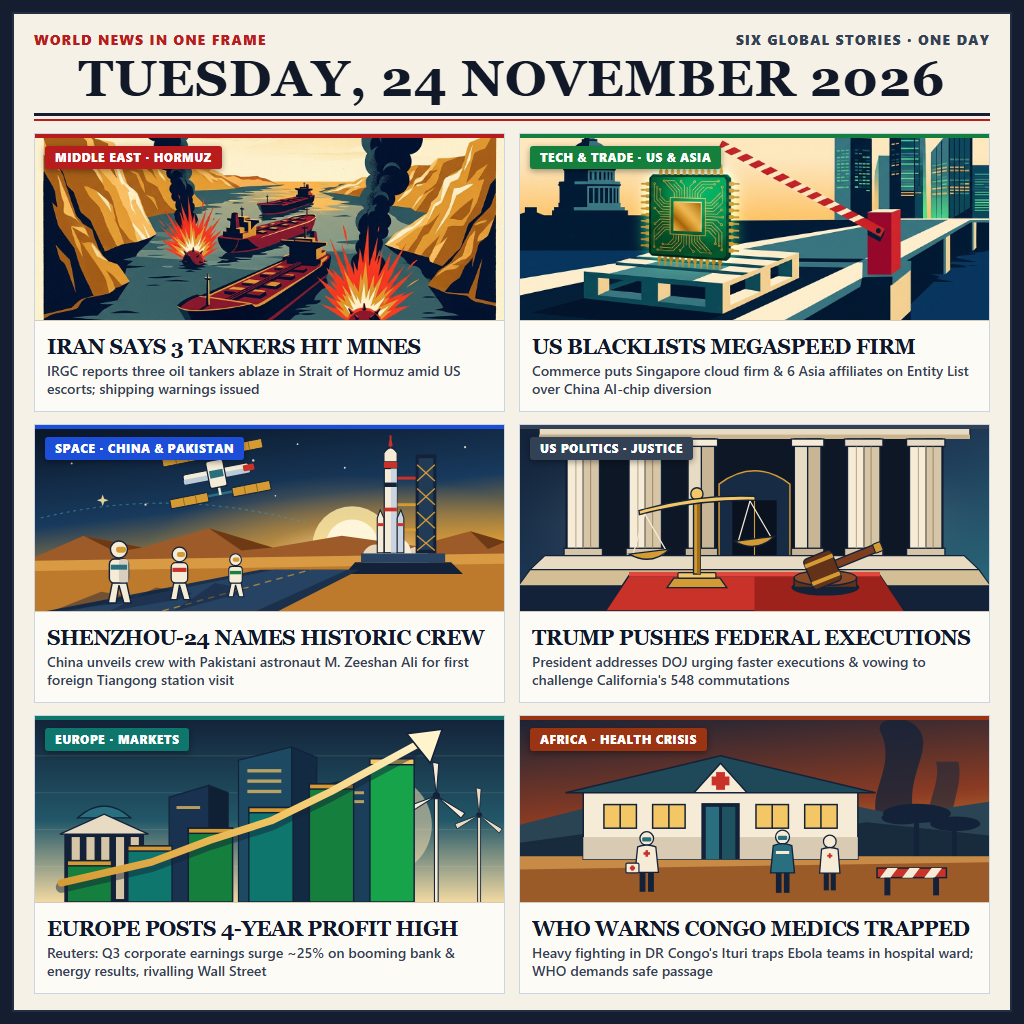 WORLD NEWS IN ONE FRAME
SIX GLOBAL STORIES · ONE DAY
TUESDAY, 24 NOVEMBER 2026
MIDDLE EAST · HORMUZ
IRAN SAYS 3 TANKERS HIT MINES
IRGC reports three oil tankers ablaze in Strait of Hormuz amid US
escorts; shipping warnings issued
TECH & TRADE · US & ASIA
US BLACKLISTS MEGASPEED FIRM
Commerce puts Singapore cloud firm & 6 Asia affiliates on Entity List
over China AI-chip diversion
SPACE · CHINA & PAKISTAN
SHENZHOU-24 NAMES HISTORIC CREW
China unveils crew with Pakistani astronaut M. Zeeshan Ali for first
foreign Tiangong station visit
US POLITICS · JUSTICE
TRUMP PUSHES FEDERAL EXECUTIONS
President addresses DOJ urging faster executions & vowing to
challenge California's 548 commutations
EUROPE · MARKETS
EUROPE POSTS 4-YEAR PROFIT HIGH
Reuters: Q3 corporate earnings surge ~25% on booming bank &
energy results, rivalling Wall Street
AFRICA · HEALTH CRISIS
WHO WARNS CONGO MEDICS TRAPPED
Heavy fighting in DR Congo's Ituri traps Ebola teams in hospital ward;
WHO demands safe passage